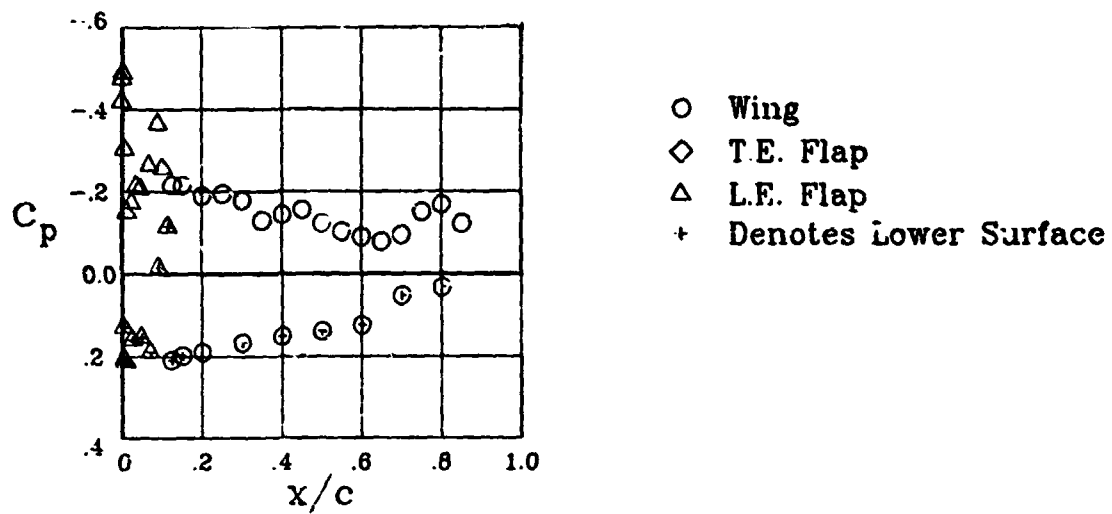 -.6
-.4
-.2
0.0
.2
.4
Cp
0 .2 .4 .6 .8 1.0
x/c
Wing
T.E. Flap
L.E. Flap
+ Denotes Lower Surface